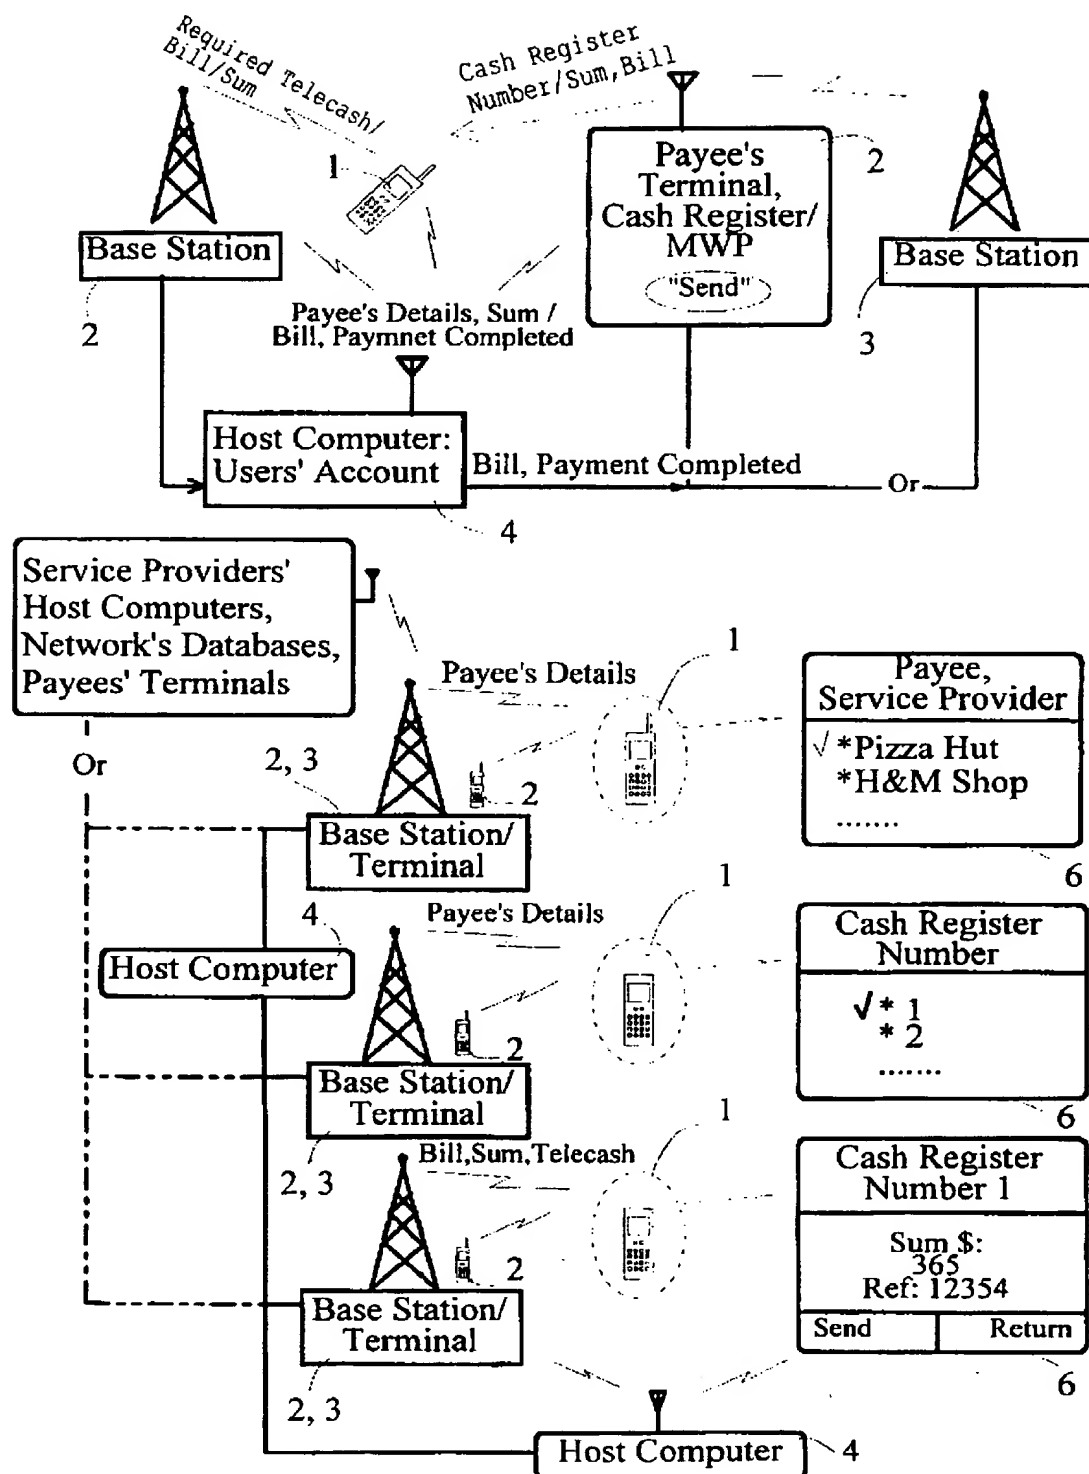 Required Telecash/
Bill/Sum
Cash Register
Number/Sum,Bill
1
Payee's
Terminal,
Cash Register/
MWP
"Send"
2
Base Station
2
Base Station
3
Payee's Details, Sum /
Bill, Paymnet Completed
Host Computer:
Users' Account
Bill, Payment Completed
Or
4
Service Providers'
Host Computers,
Network's Databases,
Payees' Terminals
Or
Payee's Details
1
Payee,
Service Provider
√ *Pizza Hut
*H&M Shop
.......
6
2, 3
2
Base Station/
Terminal
Payee's Details
1
Cash Register
Number
√ * 1
* 2
.......
6
4
Host Computer
2
Base Station/
Terminal
2, 3
Bill,Sum,Telecash
1
Cash Register
Number 1
Sum $:
365
Ref: 12354
Send
Return
6
2
Base Station/
Terminal
2, 3
Host Computer
4